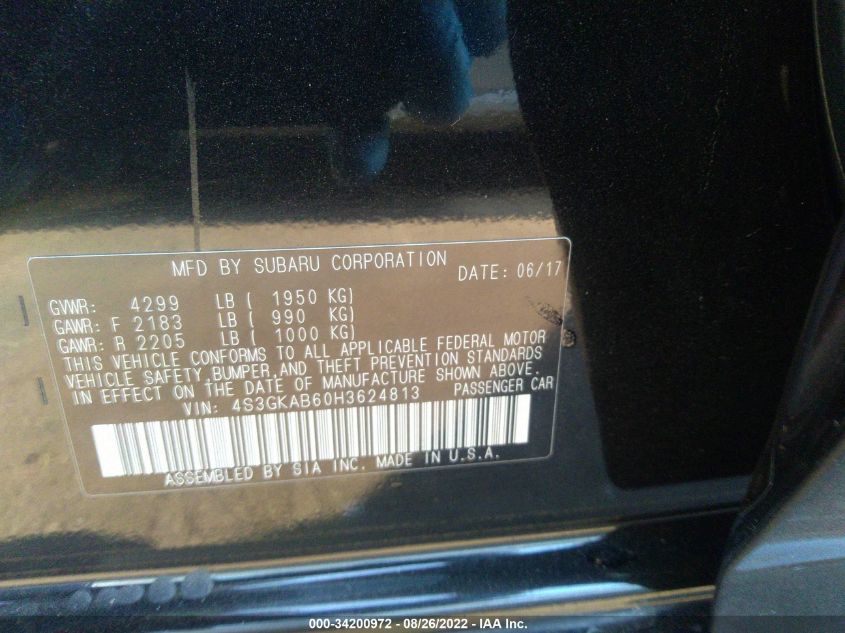 MFD BY SUBARU CORPORATION DATE: 06/17
GVWR: 4299 LB ( 1950 KG)
GAWR: F 2183 LB ( 990 KG)
GAWR: R 2205 LB ( 1000 KG)
THIS VEHICLE CONFORMS TO ALL APPLICABLE FEDERAL MOTOR
VEHICLE SAFETY,BUMPER,AND THEFT PREVENTION STANDARDS
IN EFFECT ON THE DATE OF MANUFACTURE SHOWN ABOVE.
VIN: 4S3GKAB60H3624813 PASSENGER CAR
ASSEMBLED BY SIA INC. MADE IN U.S.A.
000-34200972 - 08/26/2022 - IAA Inc.